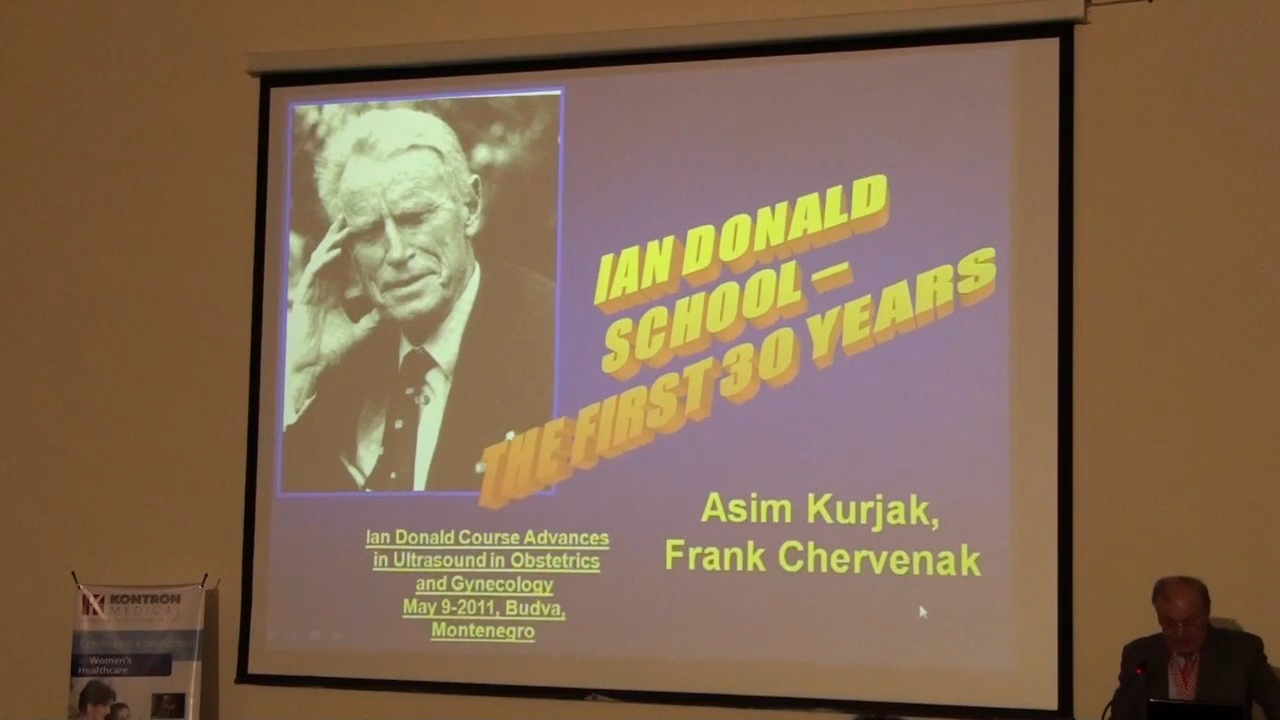 IAN DONALD
SCHOOL –
THE FIRST 30 YEARS
Asim Kurjak,
Frank Chervenak
Ian Donald Course Advances
in Ultrasound in Obstetrics
and Gynecology
May 9-2011, Budva,
Montenegro
KONTRON
MEDICAL
Women's
Healthcare